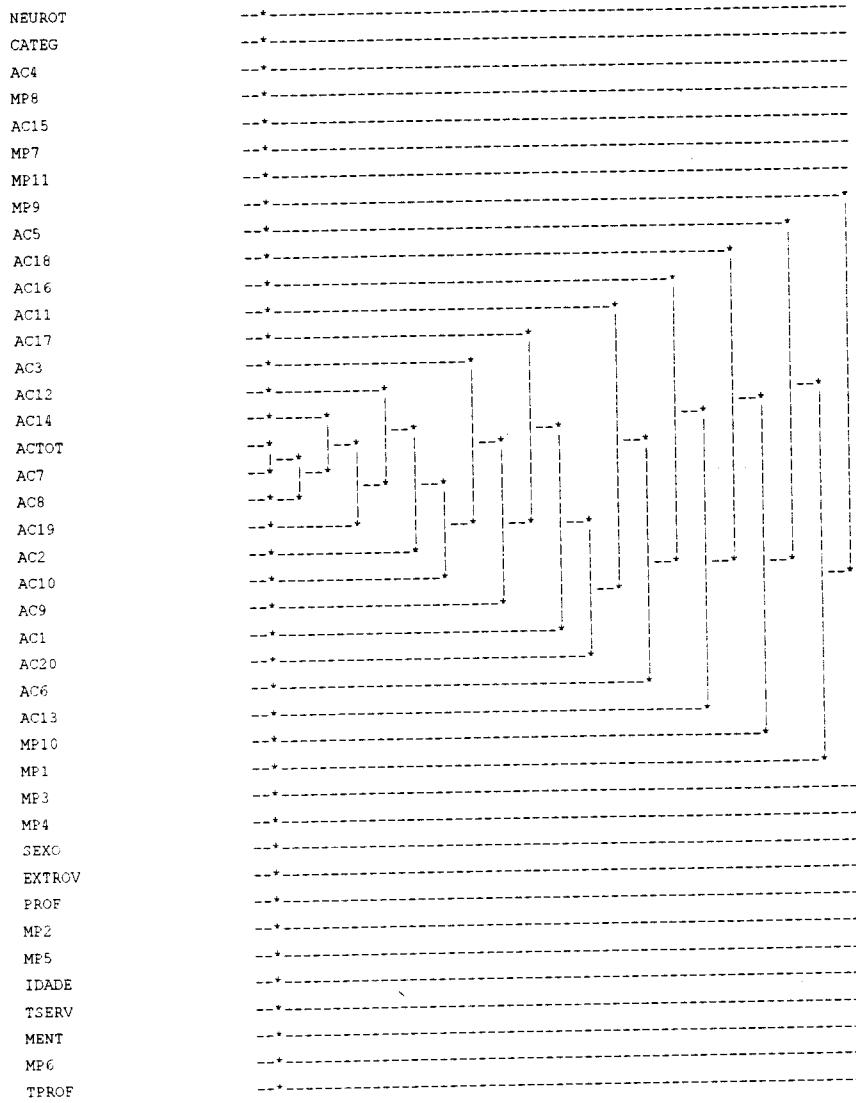 NEUROT
CATEG
AC4
MP8
AC15
MP7
MP11
MP9
AC5
AC18
AC16
AC11
AC17
AC3
AC12
AC14
ACTOT
AC7
AC8
AC19
AC2
AC10
AC9
AC1
AC20
AC6
AC13
MP10
MP1
MP3
MP4
SEXO
EXTROV
PROF
MP2
MP5
IDADE
TSERV
MENT
MP6
TPROF